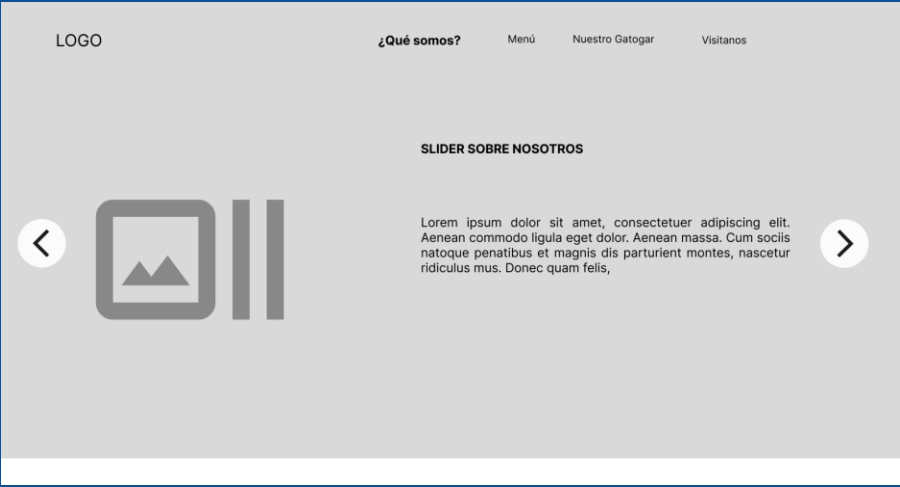 LOGO
¿Qué somos?
Menú
Nuestro Gatogar
Visitanos
SLIDER SOBRE NOSOTROS
Lorem ipsum dolor sit amet, consectetuer adipiscing elit.
Aenean commodo ligula eget dolor. Aenean massa. Cum sociis
natoque penatibus et magnis dis parturient montes, nascetur
ridiculus mus. Donec quam felis,